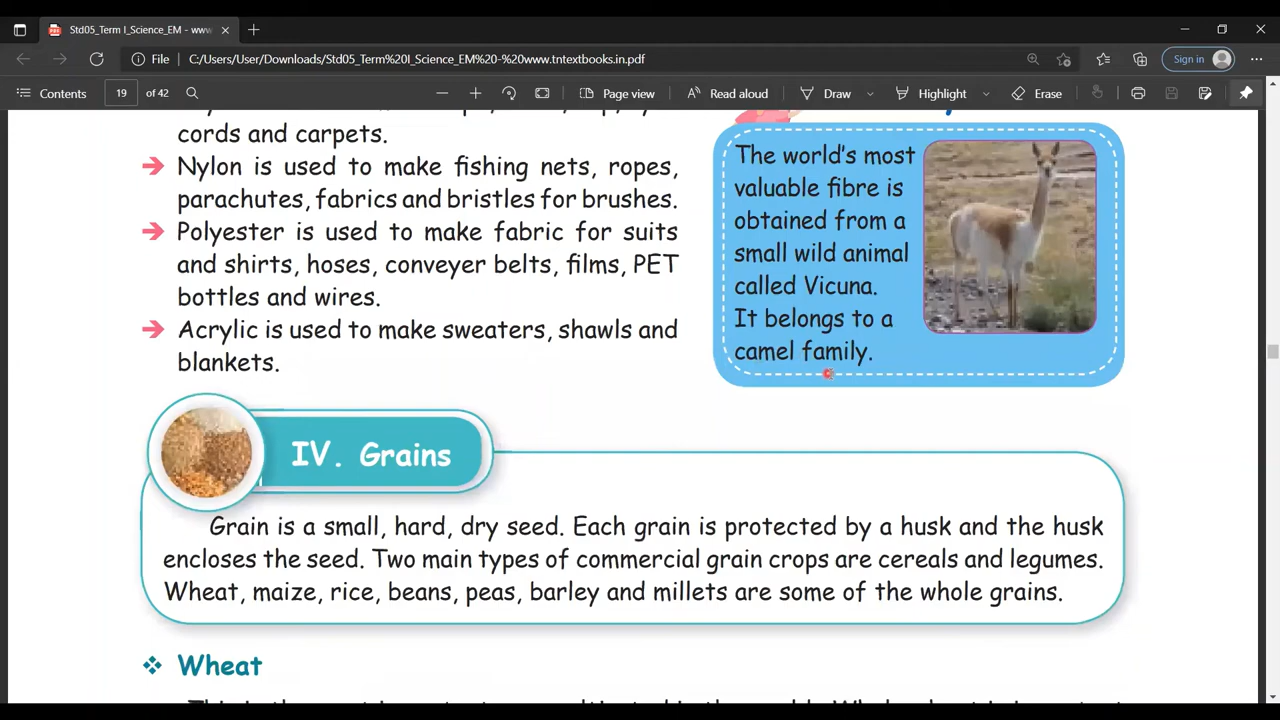 Std05_Term I_Science_EM - www
File
C:/Users/User/Downloads/Std05_Term%20I_Science_EM%20-%20www.tntextbooks.in.pdf
Sign in
Contents
19
of 42
Page view
Read aloud
Draw
Highlight
Erase
cords and carpets.
Nylon is used to make fishing nets, ropes,
parachutes, fabrics and bristles for brushes.
Polyester is used to make fabric for suits
and shirts, hoses, conveyer belts, films, PET
bottles and wires.
Acrylic is used to make sweaters, shawls and
blankets.
The world's most
valuable fibre is
obtained from a
small wild animal
called Vicuna.
It belongs to a
camel family.
IV. Grains
Grain is a small, hard, dry seed. Each grain is protected by a husk and the husk
encloses the seed. Two main types of commercial grain crops are cereals and legumes.
Wheat, maize, rice, beans, peas, barley and millets are some of the whole grains.
Wheat